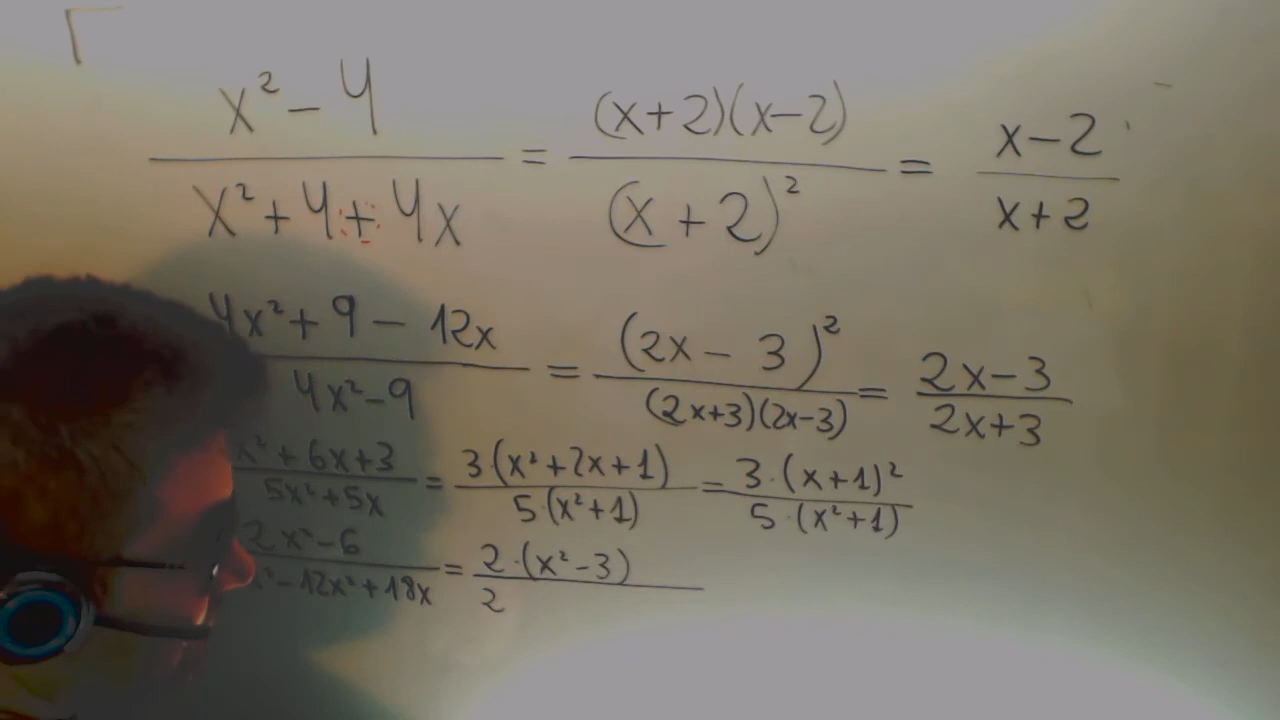 x² - 4 / x² + 4 + 4x = (x+2)(x-2) / (x+2)² = x-2 / x+2
4x² + 9 - 12x / 4x² - 9 = (2x - 3)² / (2x+3)(2x-3) = 2x-3 / 2x+3
x² + 6x + 3 / 5x² + 5x = 3·(x² + 2x + 1) / 5·(x² + 1) = 3·(x+1)² / 5·(x² + 1)
2x² - 6 / - 12x² + 18x = 2·(x² - 3) / 2